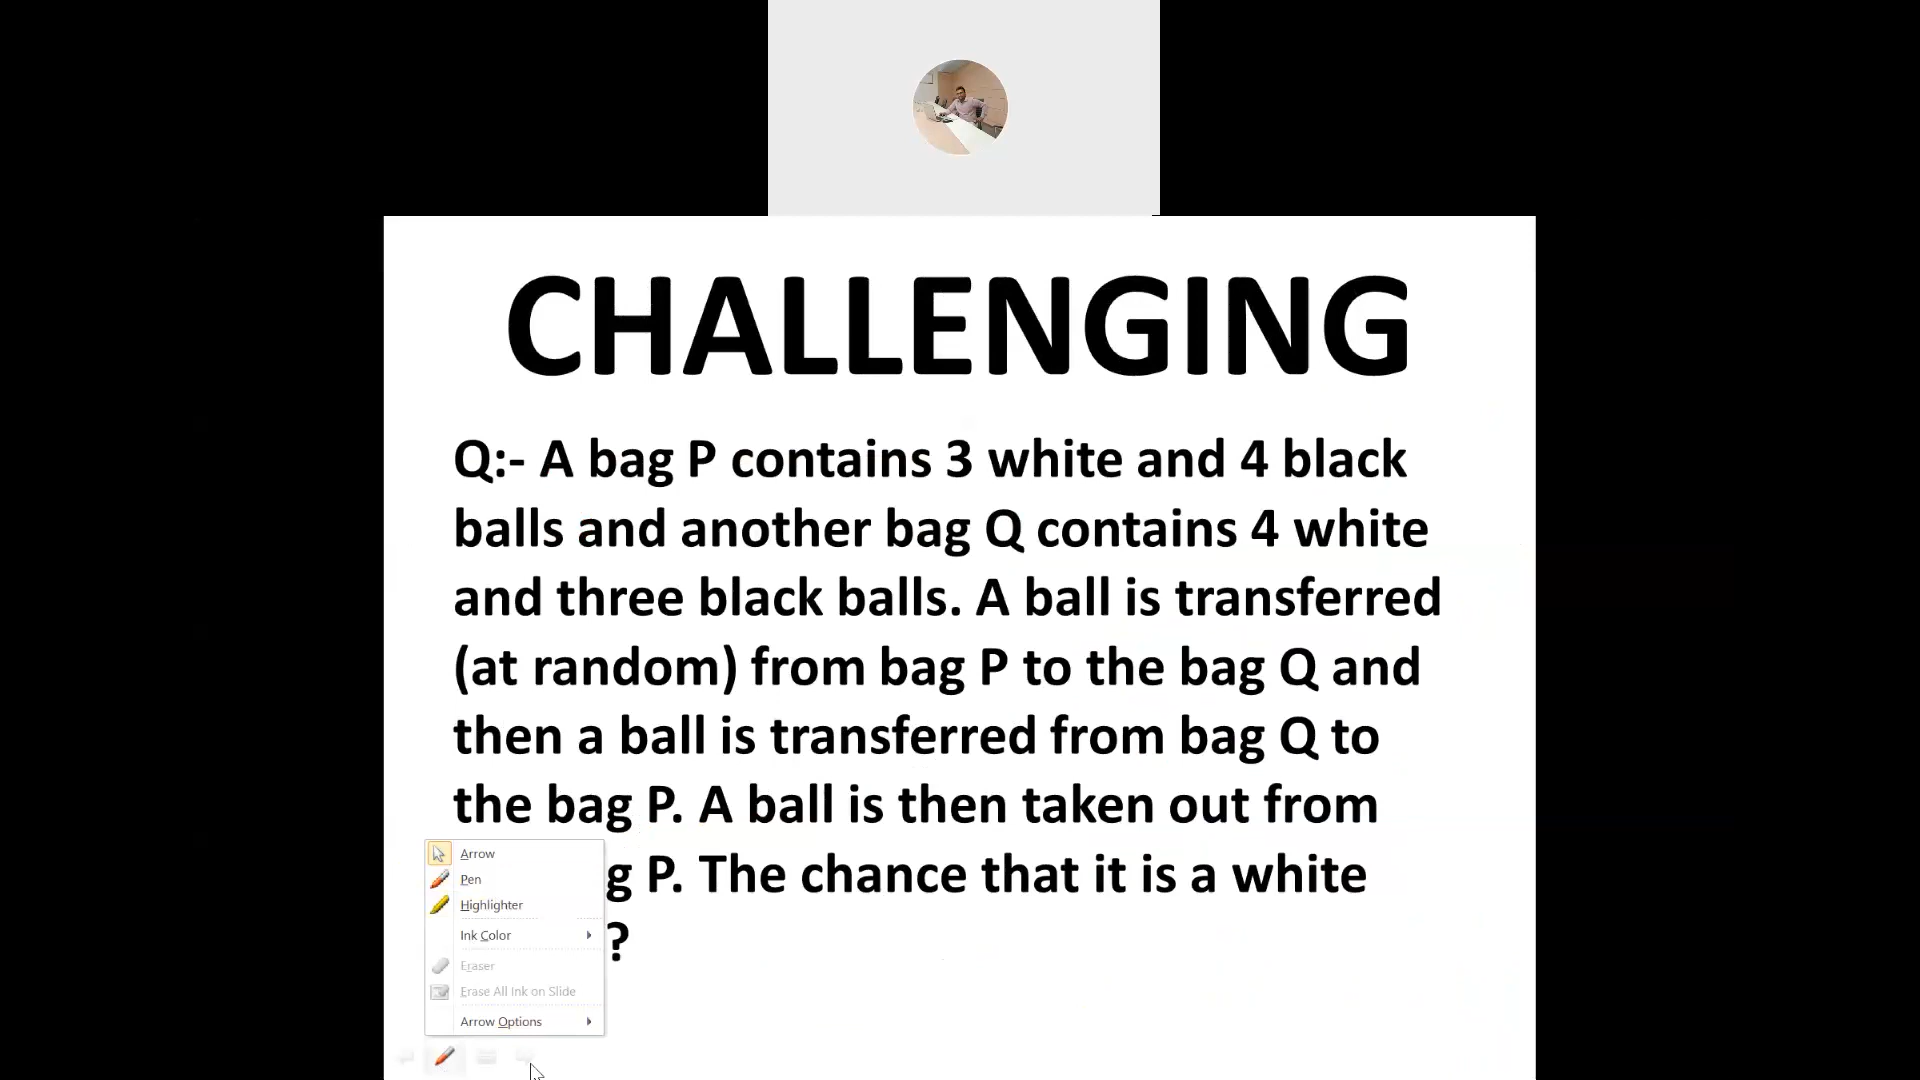 CHALLENGING
Q:- A bag P contains 3 white and 4 black
balls and another bag Q contains 4 white
and three black balls. A ball is transferred
(at random) from bag P to the bag Q and
then a ball is transferred from bag Q to
the bag P. A ball is then taken out from
g P. The chance that it is a white
?
Arrow
Pen
Highlighter
Ink Color
Eraser
Erase All Ink on Slide
Arrow Options